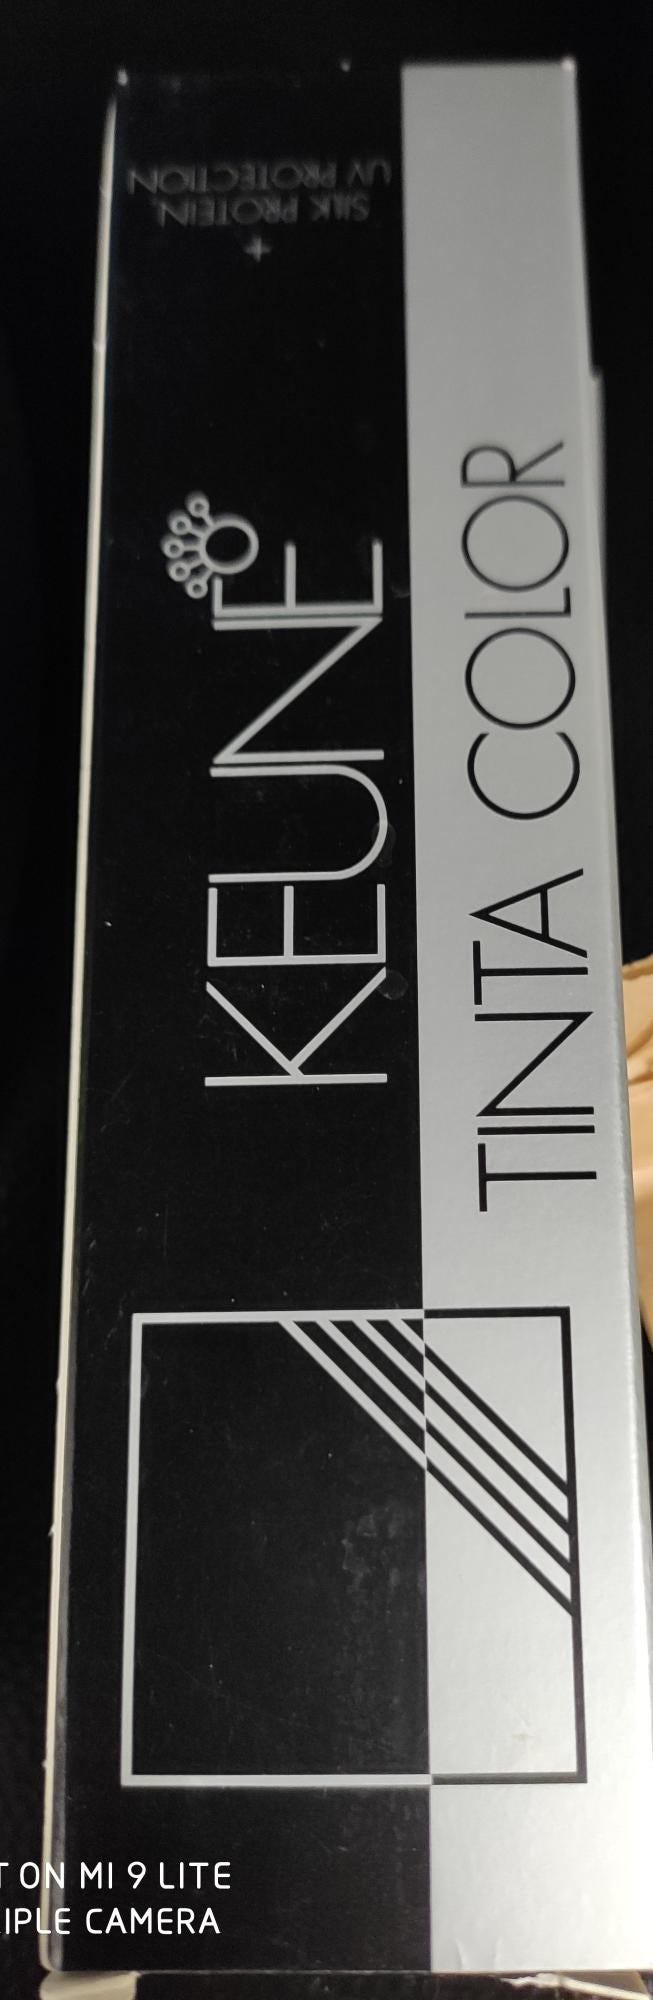 KEUNE
TINTA COLOR
+
SILK PROTEIN,
UV PROTECTION
T ON MI 9 LITE
IPLE CAMERA